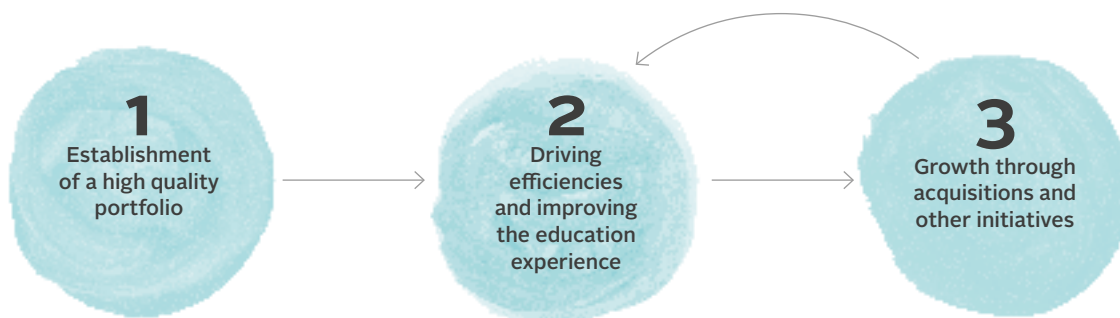 1
Establishment
of a high quality
portfolio
2
Driving
efficiencies
and improving
the education
experience
3
Growth through
acquisitions and
other initiatives